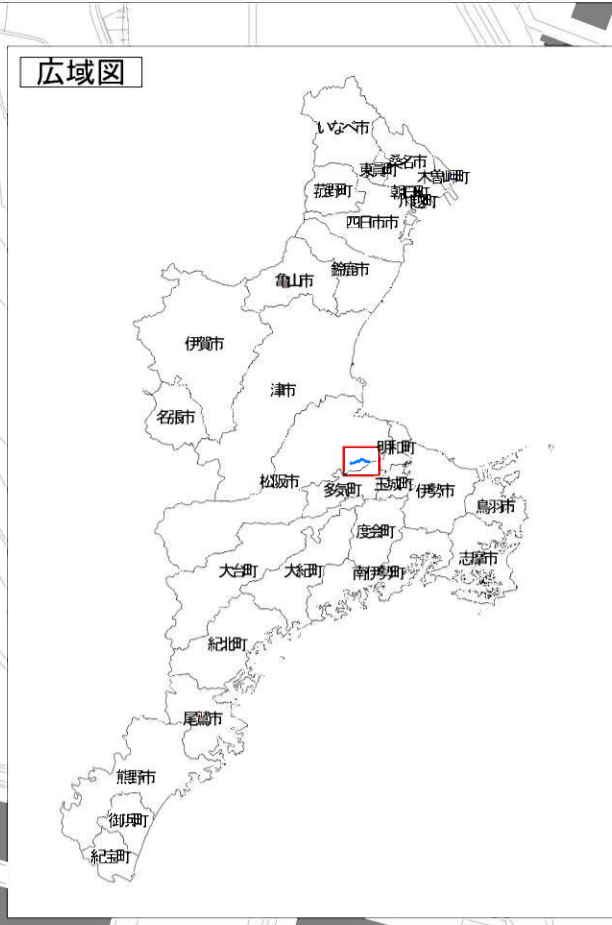 広域図
いなべ市
桑名市
東員町
木曽岬町
菰野町
朝日町
川越町
四日市市
鈴鹿市
亀山市
伊賀市
津市
名張市
明和町
松阪市
多気町
玉城町
伊勢市
鳥羽市
度会町
志摩市
大台町
大紀町
南伊勢町
紀北町
尾鷲市
熊野市
御浜町
紀宝町